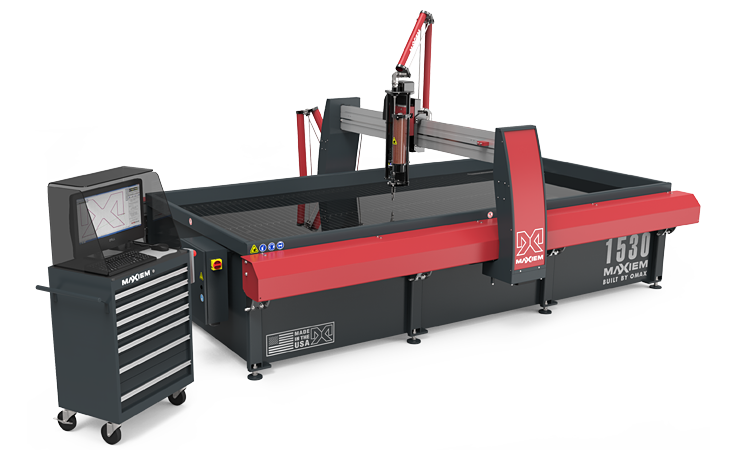 MAXIEM
MADE
IN THE
USA
MAXIEM
1530
MAXIEM
BUILT BY OMAX